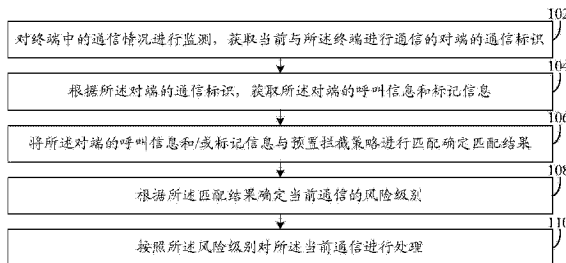 102
对终端中的通信情况进行监测，获取当前与所述终端进行通信的对端的通信标识
104
根据所述对端的通信标识，获取所述对端的呼叫信息和标记信息
106
将所述对端的呼叫信息和/或标记信息与预置拦截策略进行匹配确定匹配结果
108
根据所述匹配结果确定当前通信的风险级别
110
按照所述风险级别对所述当前通信进行处理